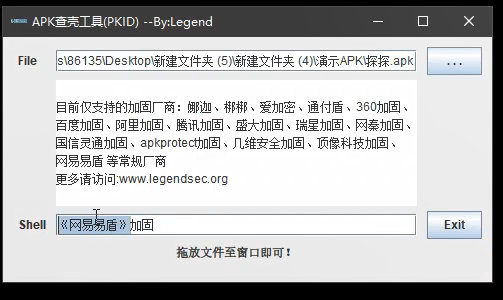 APK查壳工具(PKID) --By:Legend
File s\86135\Desktop\新建文件夹 (5)\新建文件夹 (4)\演示APK\探探.apk ...
目前仅支持的加固厂商：娜迦、梆梆、爱加密、通付盾、360加固、
百度加固、阿里加固、腾讯加固、盛大加固、瑞星加固、网秦加固、
国信灵通加固、apkprotect加固、几维安全加固、顶像科技加固、
网易易盾 等常规厂商
更多请访问:www.legendsec.org
Shell 《网易易盾》加固 Exit
拖放文件至窗口即可！